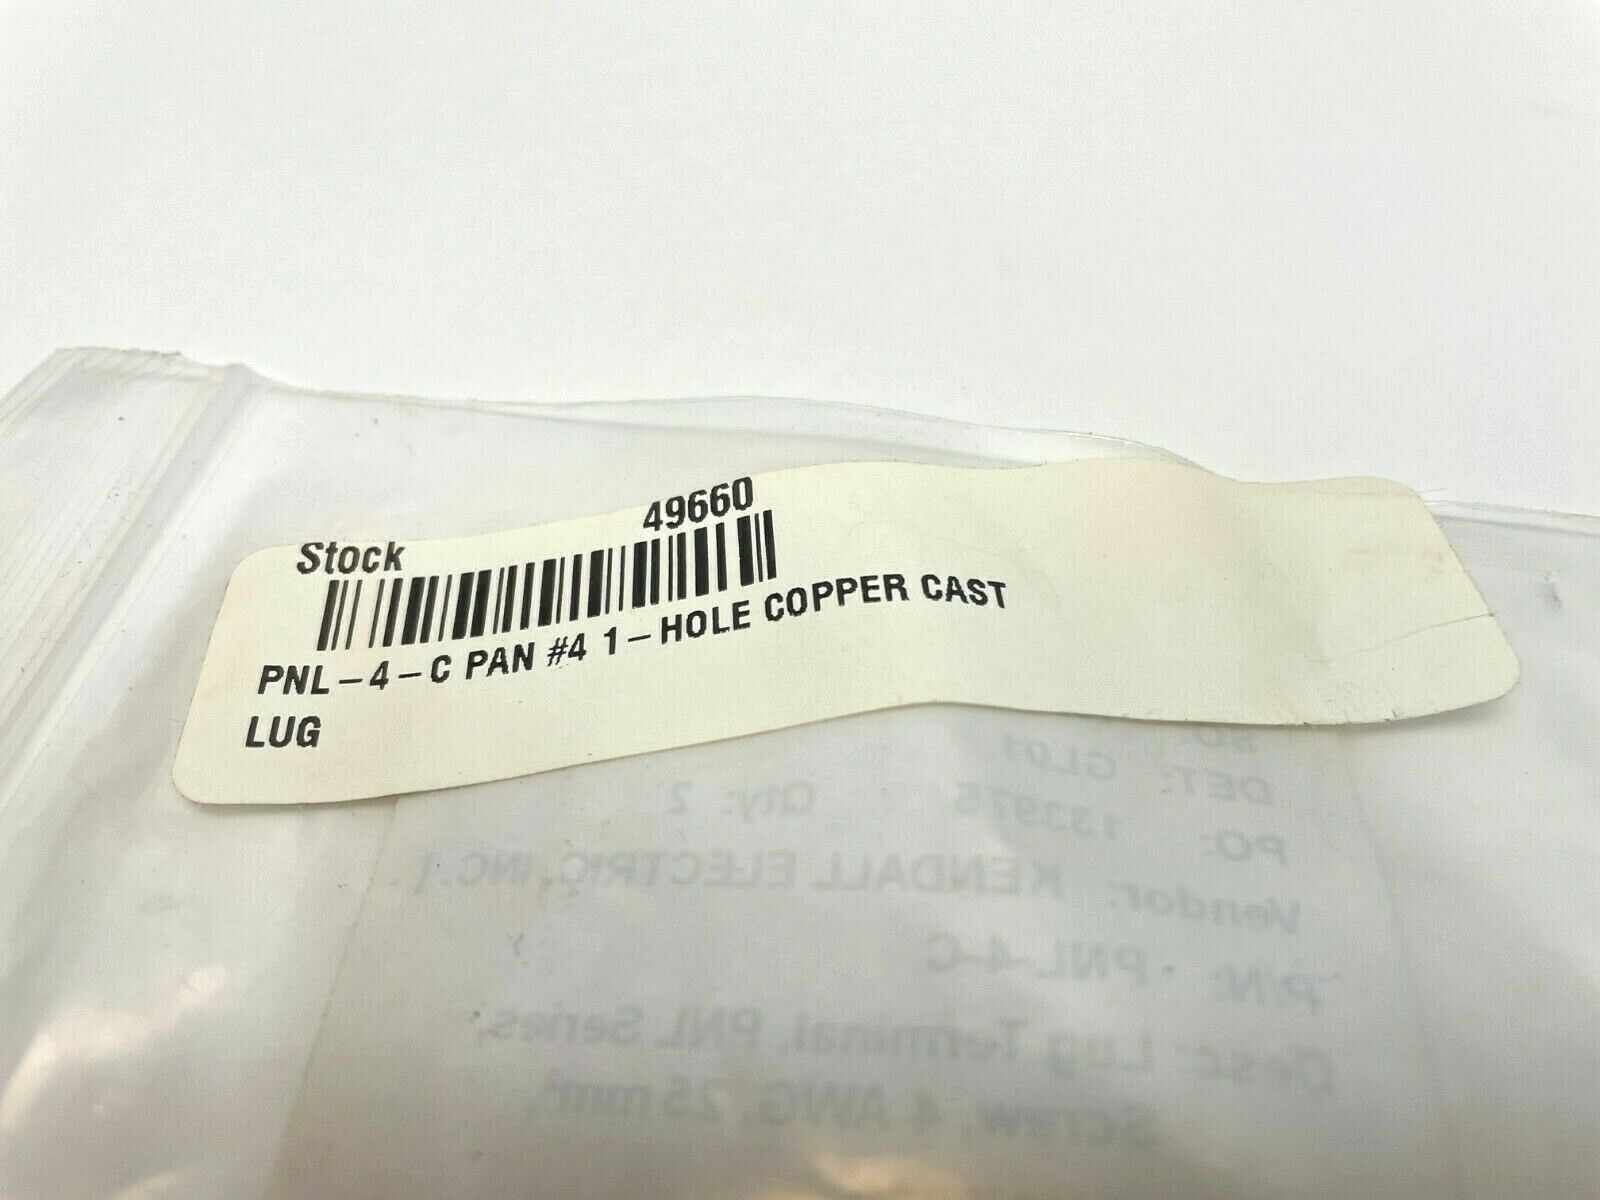 Stock 49660
PNL-4-C PAN #4 1-HOLE COPPER CAST
LUG
DET: GL01
PO: 133975 Qty: 2
Vendor: KENDALL ELECTRIC, INC.
P/N: PNL-4-C
Desc: Lug Terminal, PNL Series,
Screw, 4 AWG, 25 mm²,